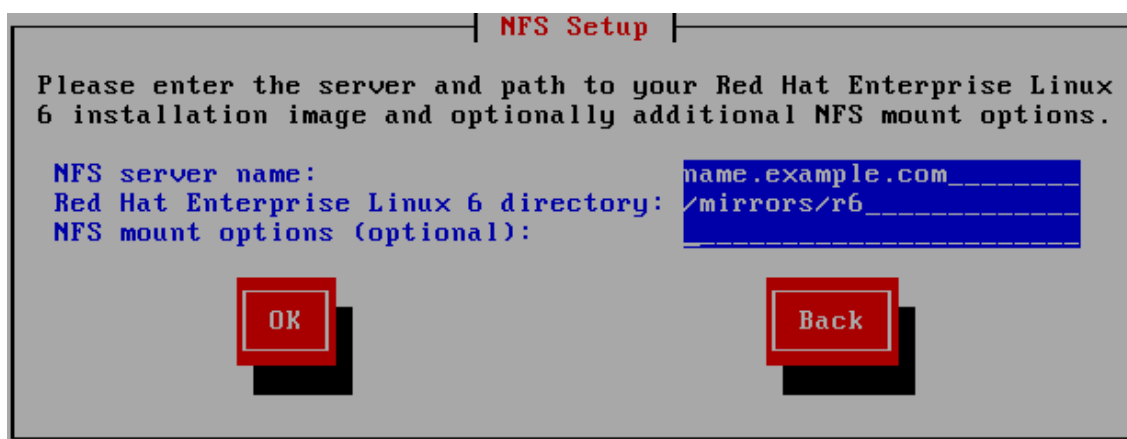 NFS Setup
Please enter the server and path to your Red Hat Enterprise Linux
6 installation image and optionally additional NFS mount options.
NFS server name: name.example.com________
Red Hat Enterprise Linux 6 directory: /mirrors/r6_____________
NFS mount options (optional): ________________________
OK Back